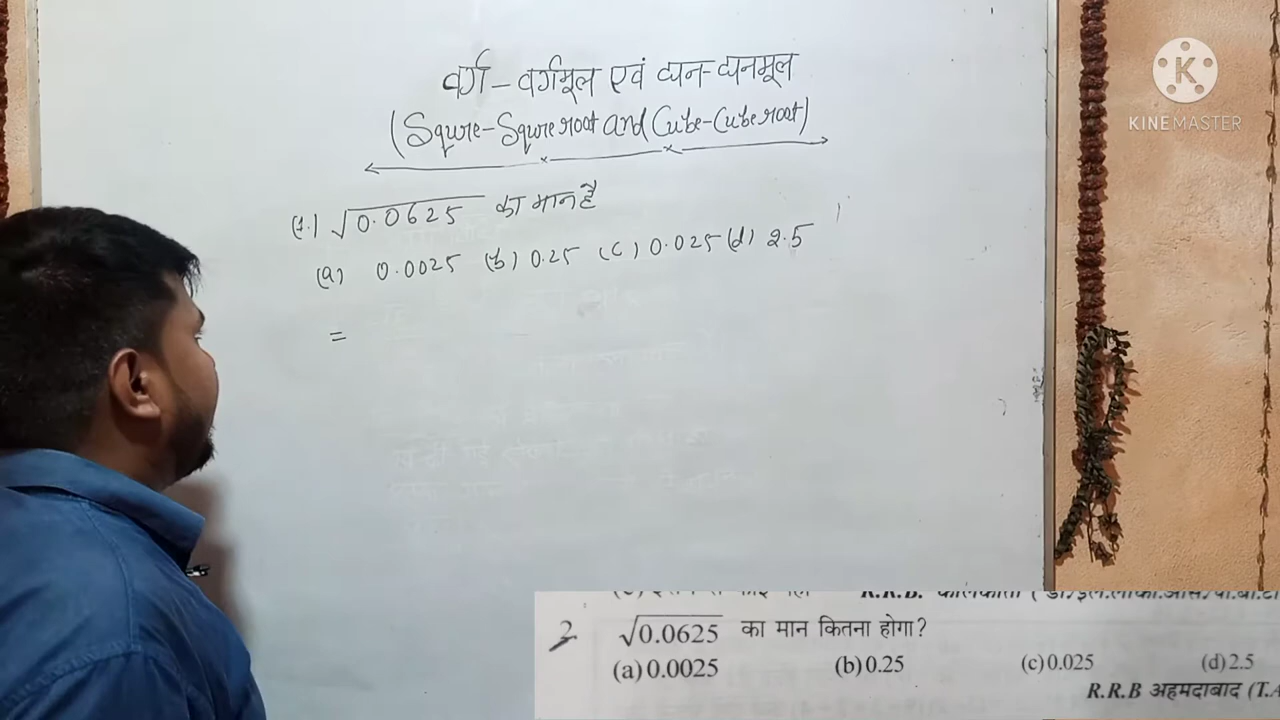 वर्ग-वर्गमूल एवं घन-घनमूल
(Squre-Squre root and Cube-Cube root)
KINEMASTER
(1.) √0.0625 का मान है
(a) 0.0025 (b) 0.25 (c) 0.025 (d) 2.5
=
R.R.B. कोलकाता
2 √0.0625 का मान कितना होगा?
(a) 0.0025 (b) 0.25 (c) 0.025 (d) 2.5
R.R.B अहमदाबाद (T.A